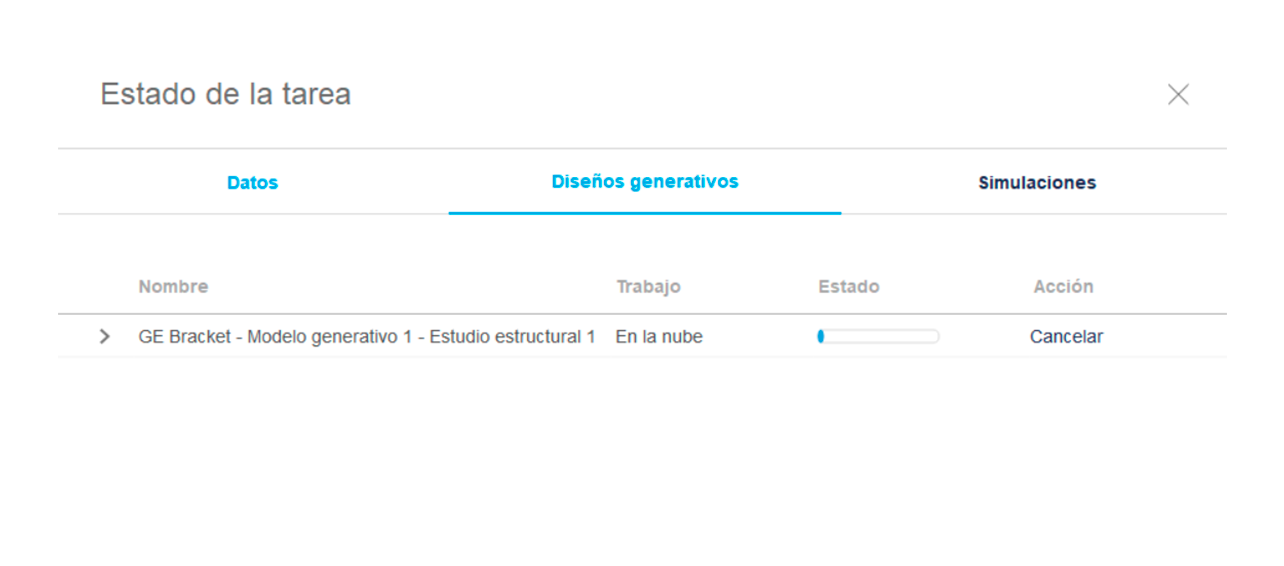 Estado de la tarea
Datos Diseños generativos Simulaciones
Nombre Trabajo Estado Acción
GE Bracket - Modelo generativo 1 - Estudio estructural 1 En la nube Cancelar